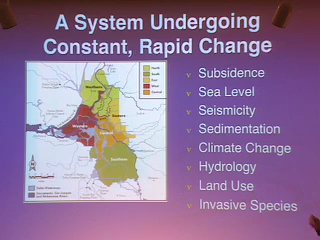 A System Undergoing
Constant, Rapid Change
Subsidence
Sea Level
Seismicity
Sedimentation
Climate Change
Hydrology
Land Use
Invasive Species